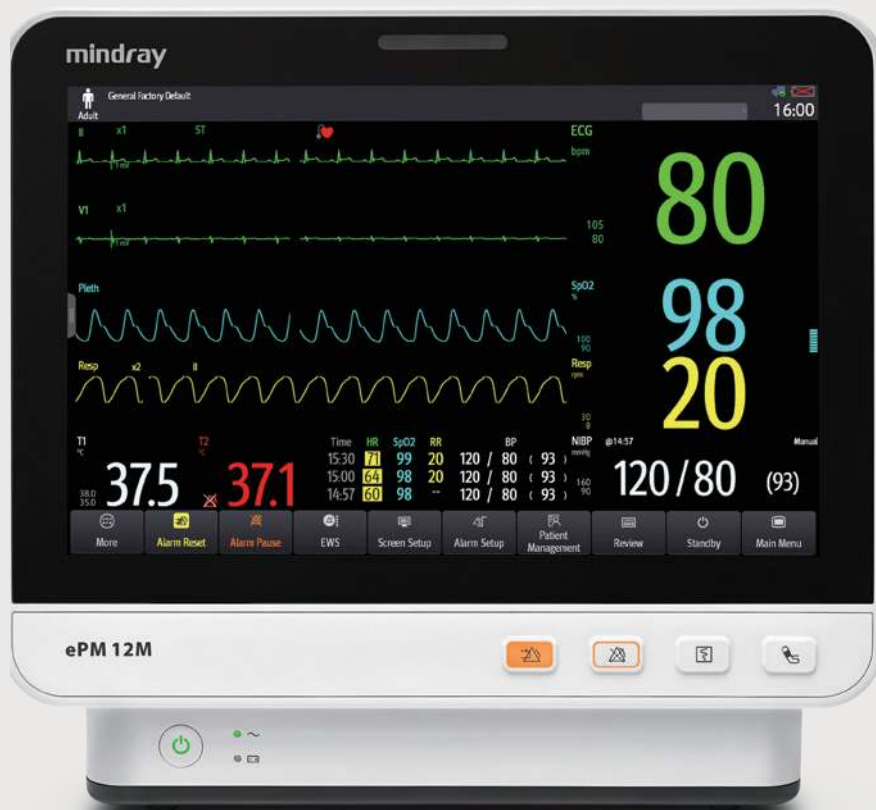 mindray
Adult
General Factory Default
16:00
II x1 ST
1 mV
ECG
bpm
80
105
80
V1 x1
1 mV
Pleth
SpO2
%
98
100
90
Resp x2 II
Resp
rpm
20
30
8
T1
°C
38.0
35.0
37.5
T2
°C
37.1
Time HR SpO2 RR BP
15:30 71 99 20 120 / 80 ( 93 )
15:00 64 98 20 120 / 80 ( 93 )
14:57 60 98 -- 120 / 80 ( 93 )
NIBP
mmHg
160
90
@14:57
Manual
120/80 (93)
More
Alarm Reset
Alarm Pause
EWS
Screen Setup
Alarm Setup
Patient
Management
Review
Standby
Main Menu
ePM 12M